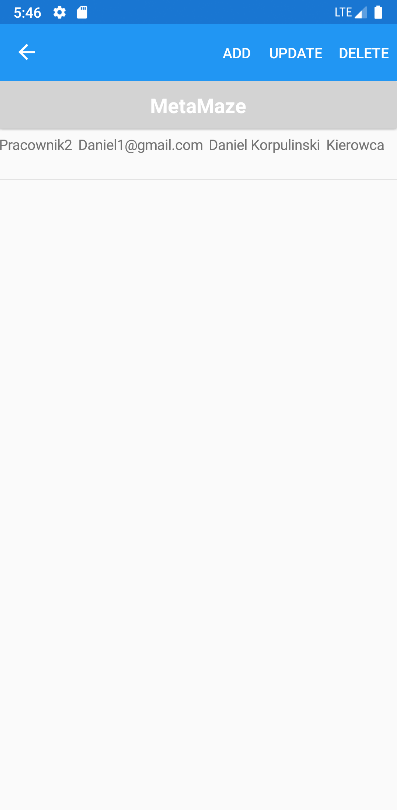 5:46 LTE
ADD UPDATE DELETE
MetaMaze
Pracownik2 Daniel1@gmail.com Daniel Korpulinski Kierowca